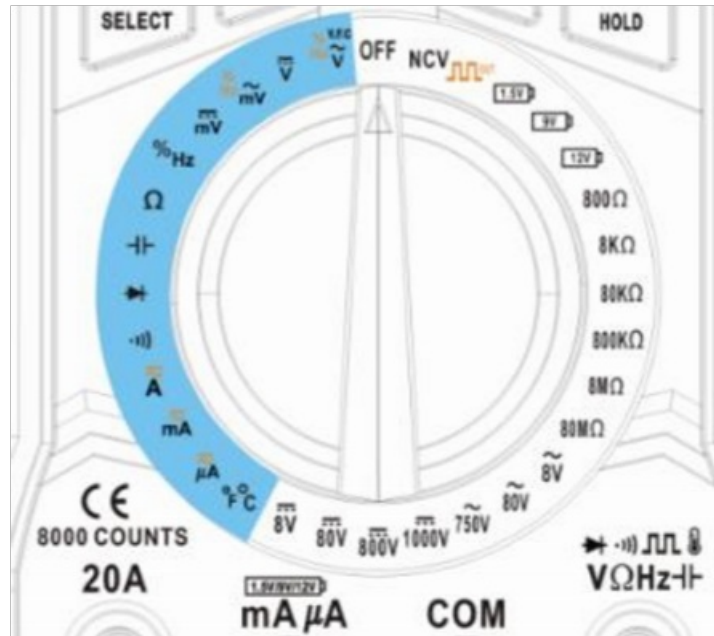 SELECT
HOLD
OFF
NCV
OUT
1.5V
9V
12V
800Ω
8KΩ
80KΩ
800KΩ
8MΩ
80MΩ
8V
80V
750V
1000V
800V
80V
8V
°F°C
µA
mA
A
Ω
%Hz
mV
mV
V
V.F.C
V
CE
8000 COUNTS
20A
1.5V/9V/12V
mA µA
COM
VΩHz